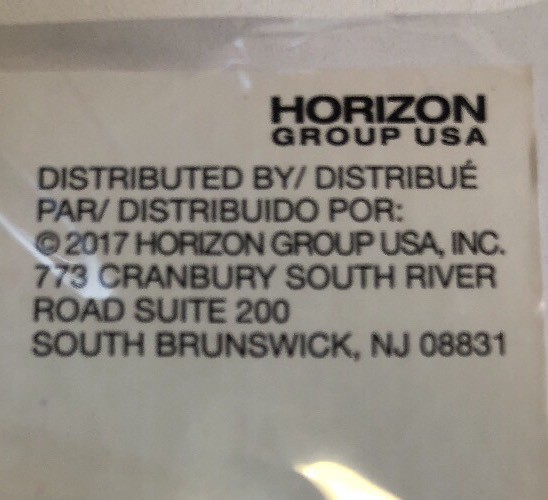 HORIZON
GROUP USA
DISTRIBUTED BY/ DISTRIBUÉ
PAR/ DISTRIBUIDO POR:
© 2017 HORIZON GROUP USA, INC.
773 CRANBURY SOUTH RIVER
ROAD SUITE 200
SOUTH BRUNSWICK, NJ 08831